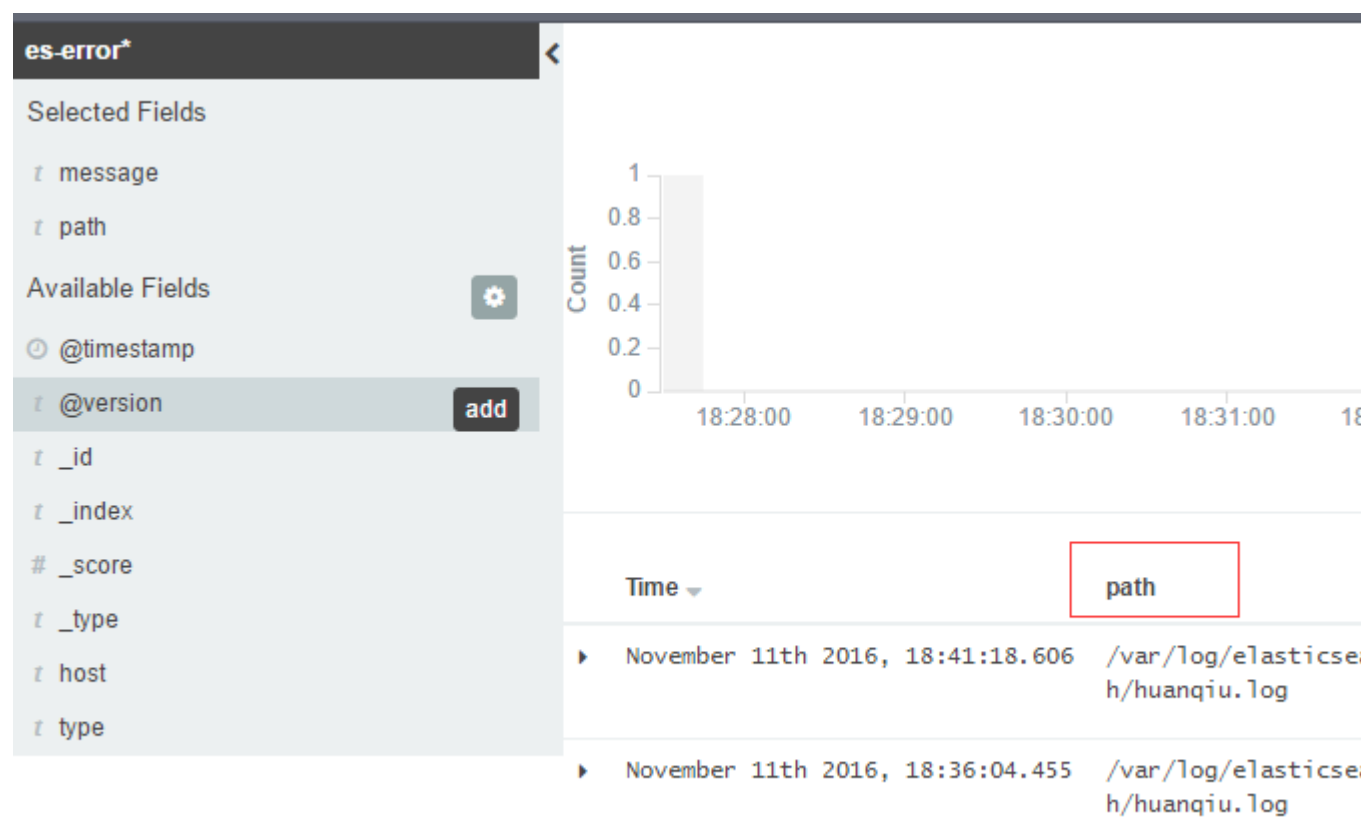 es-error*
Selected Fields
t message
t path
Available Fields
@timestamp
t @version add
t _id
t _index
# _score
t _type
t host
t type
Count
1
0.8
0.6
0.4
0.2
0
18:28:00 18:29:00 18:30:00 18:31:00 18
Time path
November 11th 2016, 18:41:18.606 /var/log/elasticsea
h/huanqiu.log
November 11th 2016, 18:36:04.455 /var/log/elasticsea
h/huanqiu.log